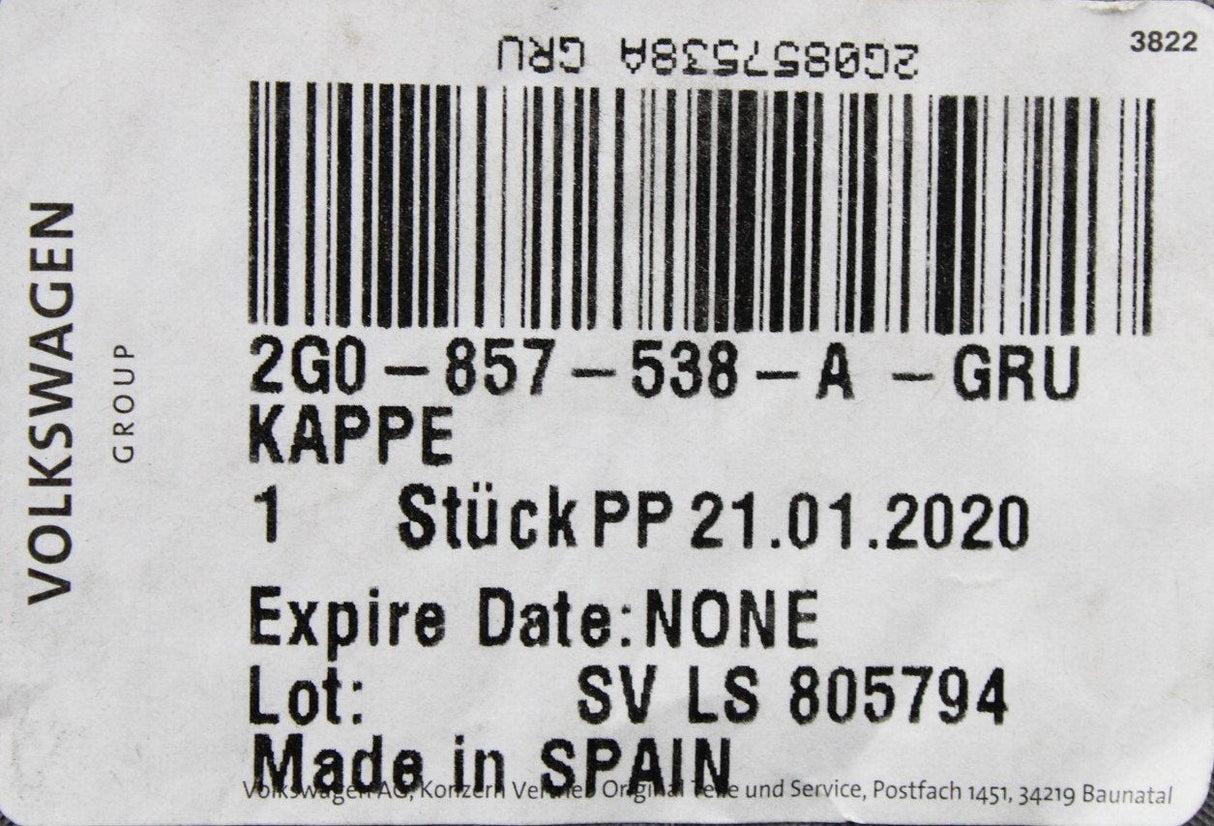 3822
2G0857538A GRU
VOLKSWAGEN
GROUP
2G0-857-538-A -GRU
KAPPE
1 Stück PP 21.01.2020
Expire Date: NONE
Lot: SV LS 805794
Made in SPAIN
Volkswagen AG, Konzern Vertrieb Original Teile und Service, Postfach 1451, 34219 Baunatal